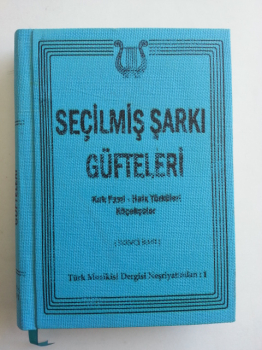 SEÇİLMİŞ ŞARKI
GÜFTELERİ
Kırk Fasıl - Halk Türküleri
Köçekçeler
Türk Musikisi Dergisi Neşriyatından : 1